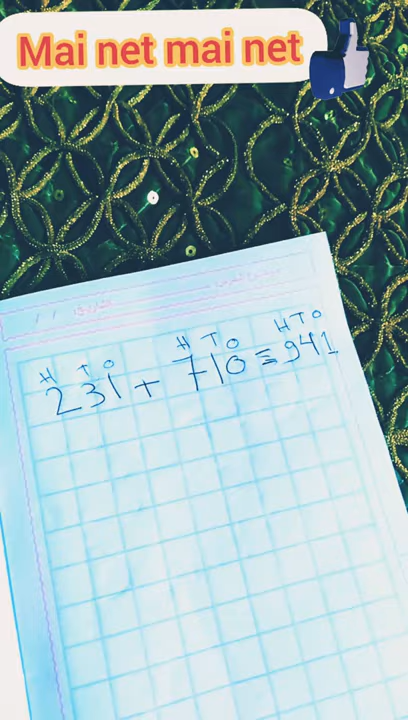 Mai net mai net
H T O H T O H T O
231 + 710 = 941